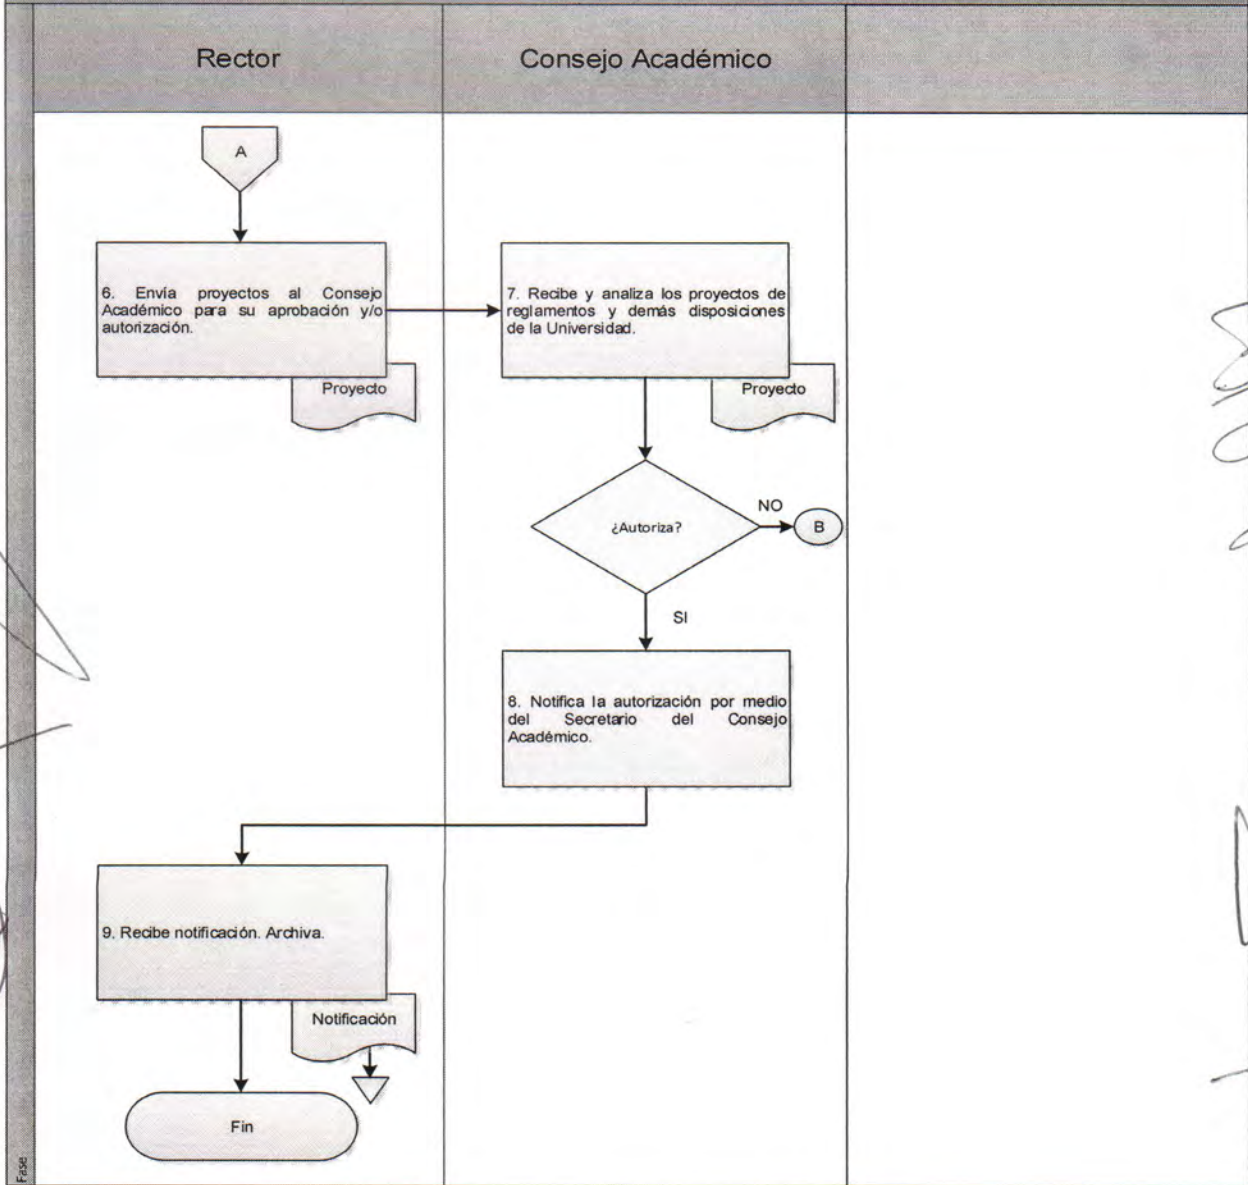 Rector
Consejo Académico
A
6. Envía proyectos al Consejo
Académico para su aprobación y/o
autorización.
Proyecto
7. Recibe y analiza los proyectos de
reglamentos y demás disposiciones
de la Universidad.
Proyecto
¿Autoriza?
NO
B
SI
8. Notifica la autorización por medio
del Secretario del Consejo
Académico.
9. Recibe notificación. Archiva.
Notificación
Fin
Fase